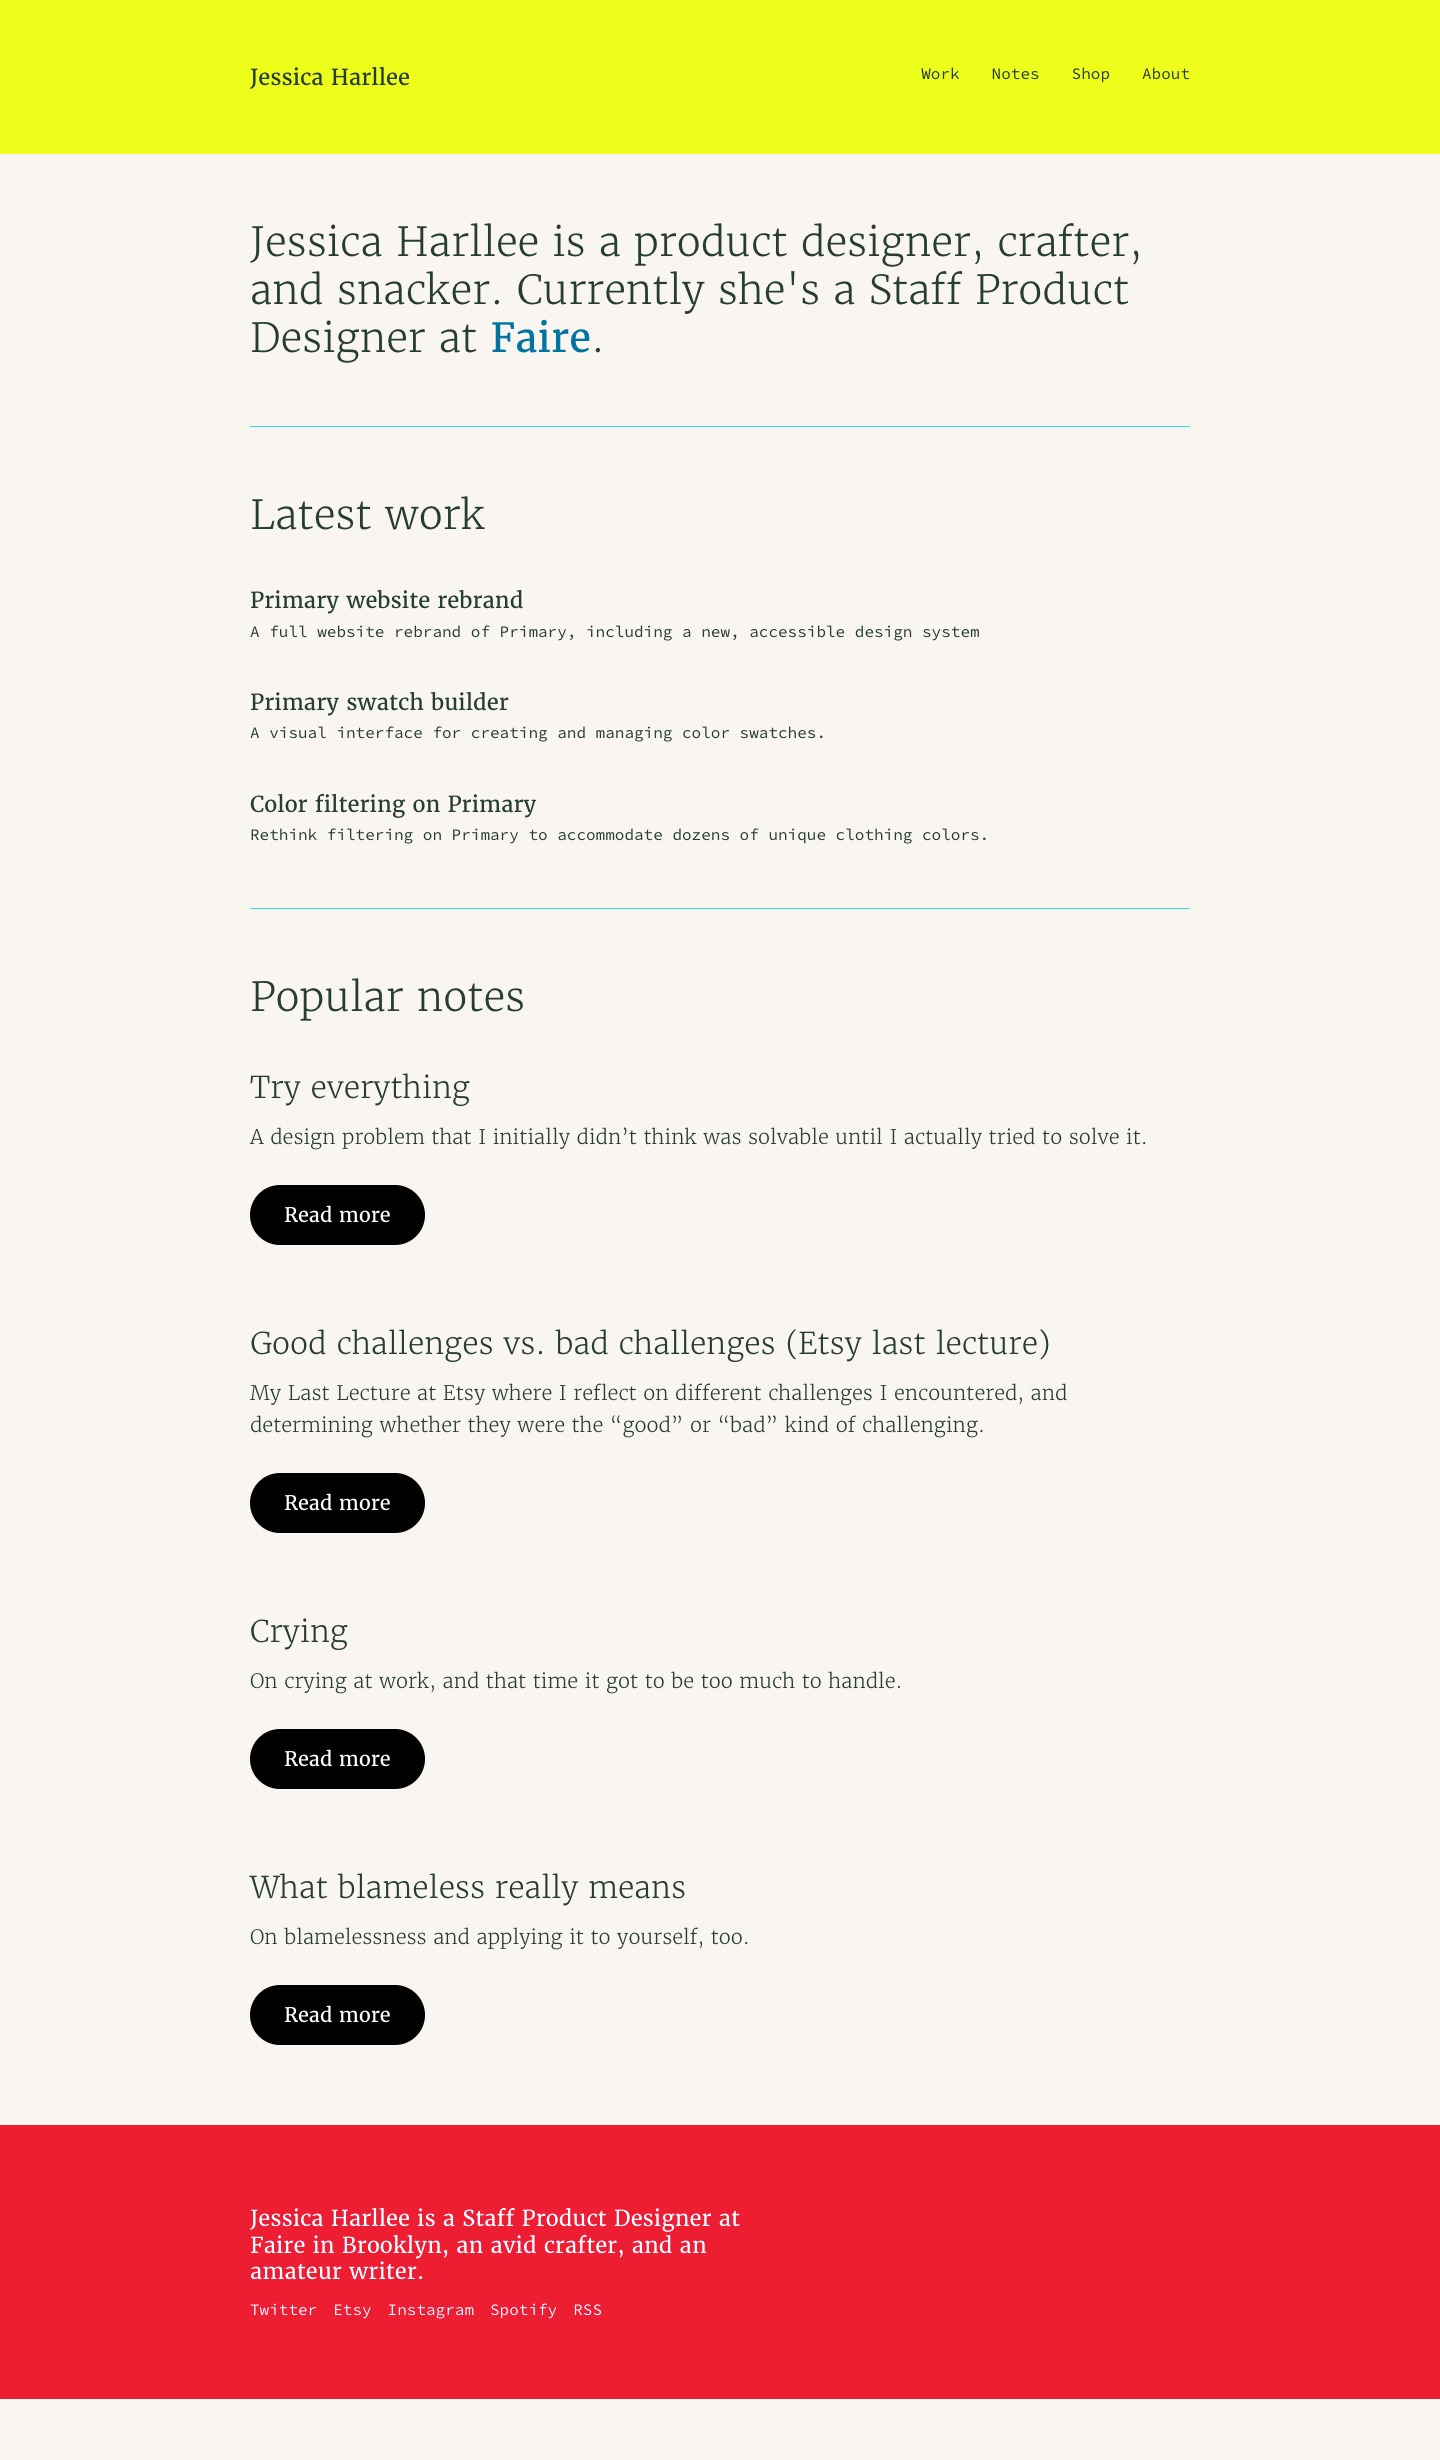 Jessica Harllee
Work Notes Shop About
Jessica Harllee is a product designer, crafter,
and snacker. Currently she's a Staff Product
Designer at Faire.
Latest work
Primary website rebrand
A full website rebrand of Primary, including a new, accessible design system
Primary swatch builder
A visual interface for creating and managing color swatches.
Color filtering on Primary
Rethink filtering on Primary to accommodate dozens of unique clothing colors.
Popular notes
Try everything
A design problem that I initially didn’t think was solvable until I actually tried to solve it.
Read more
Good challenges vs. bad challenges (Etsy last lecture)
My Last Lecture at Etsy where I reflect on different challenges I encountered, and
determining whether they were the “good” or “bad” kind of challenging.
Read more
Crying
On crying at work, and that time it got to be too much to handle.
Read more
What blameless really means
On blamelessness and applying it to yourself, too.
Read more
Jessica Harllee is a Staff Product Designer at
Faire in Brooklyn, an avid crafter, and an
amateur writer.
Twitter Etsy Instagram Spotify RSS